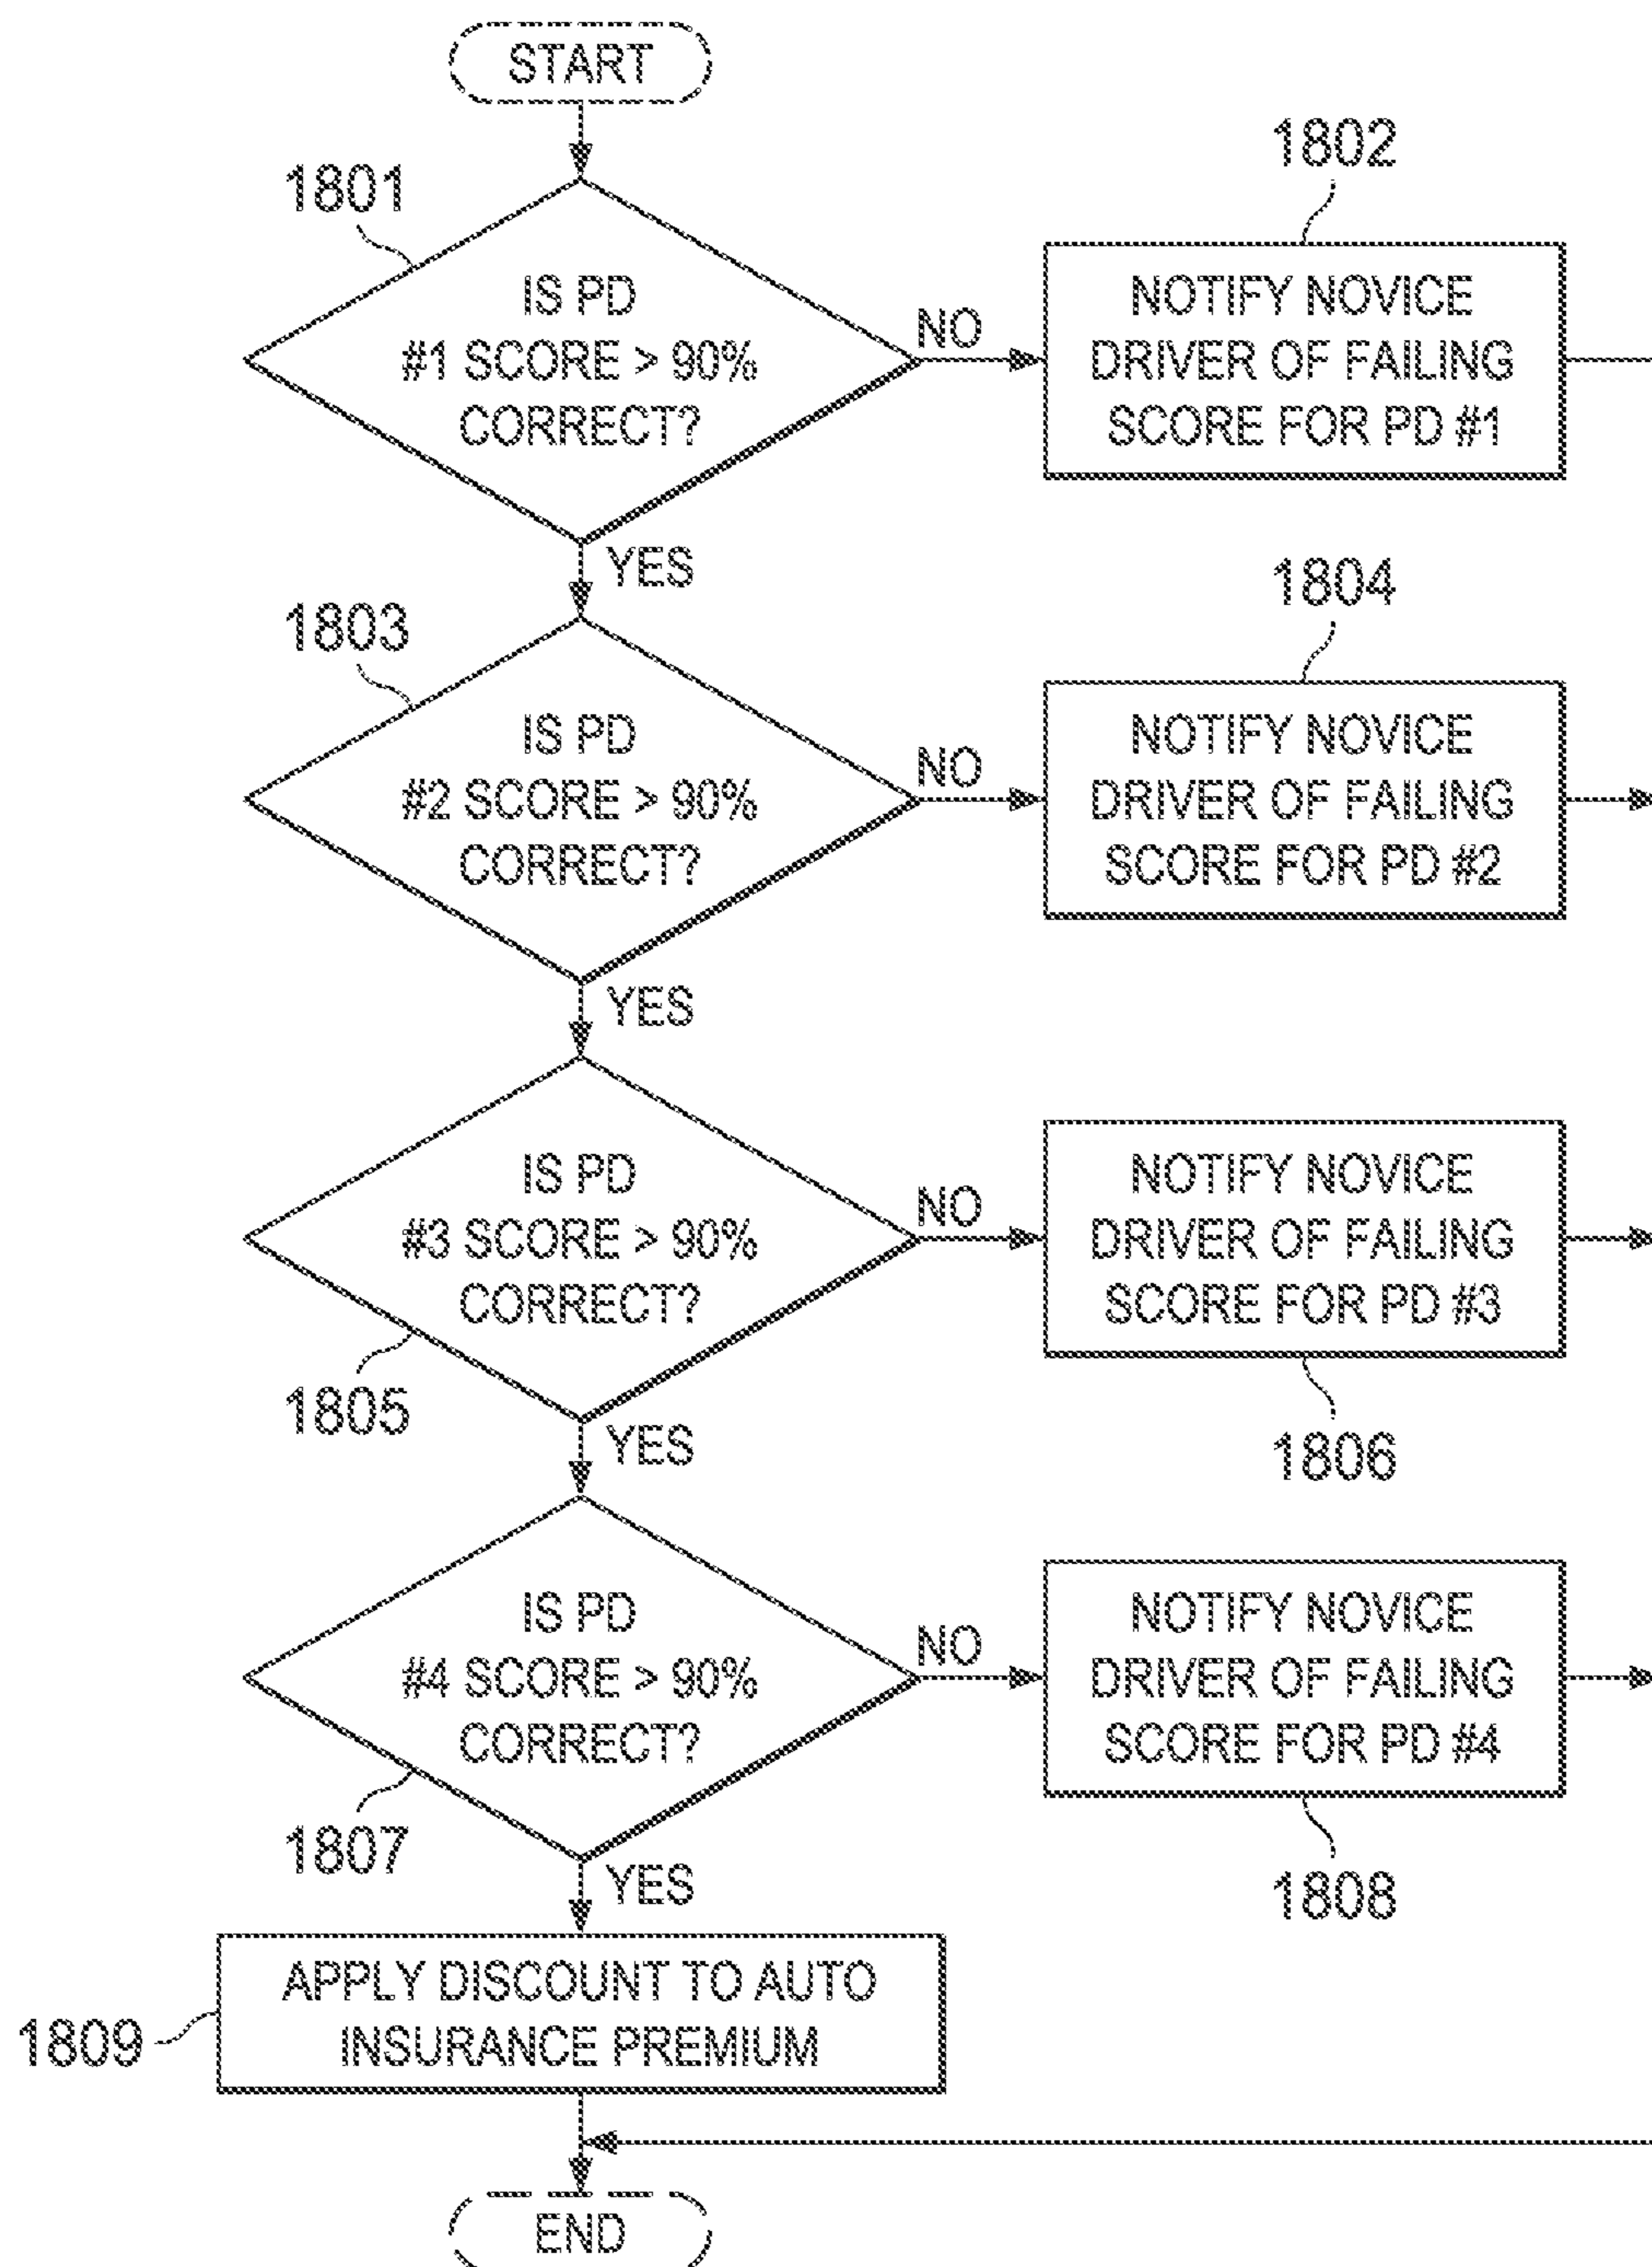 START
1801
IS PD
#1 SCORE > 90%
CORRECT?
NO
1802
NOTIFY NOVICE
DRIVER OF FAILING
SCORE FOR PD #1
YES
1803
IS PD
#2 SCORE > 90%
CORRECT?
NO
1804
NOTIFY NOVICE
DRIVER OF FAILING
SCORE FOR PD #2
YES
IS PD
#3 SCORE > 90%
CORRECT?
1805
NO
NOTIFY NOVICE
DRIVER OF FAILING
SCORE FOR PD #3
1806
YES
IS PD
#4 SCORE > 90%
CORRECT?
1807
NO
NOTIFY NOVICE
DRIVER OF FAILING
SCORE FOR PD #4
1808
YES
1809
APPLY DISCOUNT TO AUTO
INSURANCE PREMIUM
END